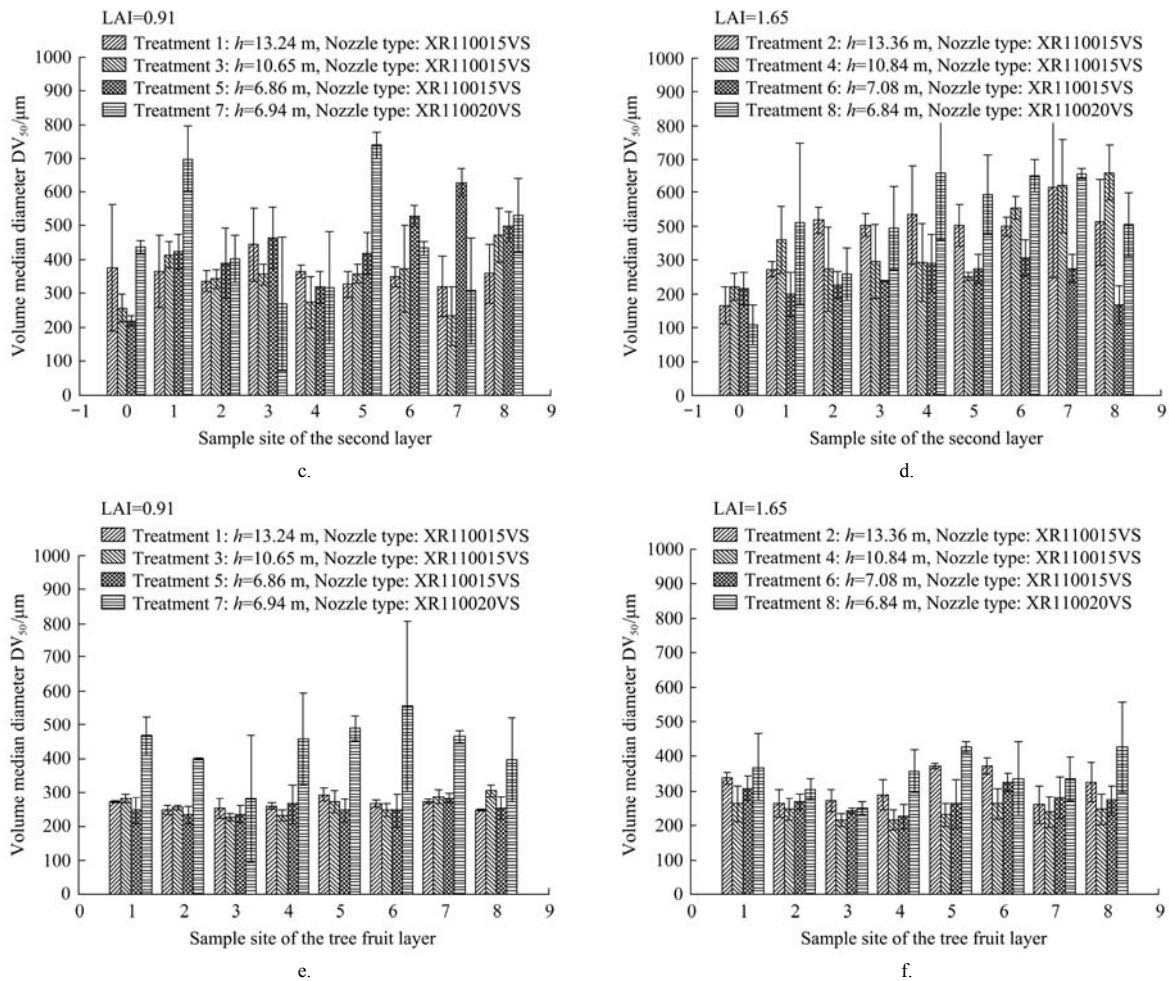 LAI=0.91
Treatment 1: h=13.24 m, Nozzle type: XR110015VS
Treatment 3: h=10.65 m, Nozzle type: XR110015VS
Treatment 5: h=6.86 m, Nozzle type: XR110015VS
Treatment 7: h=6.94 m, Nozzle type: XR110020VS
Volume median diameter DV₅₀/μm
1000
900
800
700
600
500
400
300
200
100
0
−1 0 1 2 3 4 5 6 7 8 9
Sample site of the second layer
c.
LAI=1.65
Treatment 2: h=13.36 m, Nozzle type: XR110015VS
Treatment 4: h=10.84 m, Nozzle type: XR110015VS
Treatment 6: h=7.08 m, Nozzle type: XR110015VS
Treatment 8: h=6.84 m, Nozzle type: XR110020VS
Volume median diameter DV₅₀/μm
1000
900
800
700
600
500
400
300
200
100
100
0
−1 0 1 2 3 4 5 6 7 8 9
Sample site of the second layer
d.
LAI=0.91
Treatment 1: h=13.24 m, Nozzle type: XR110015VS
Treatment 3: h=10.65 m, Nozzle type: XR110015VS
Treatment 5: h=6.86 m, Nozzle type: XR110015VS
Treatment 7: h=6.94 m, Nozzle type: XR110020VS
Volume median diameter DV₅₀/μm
1000
900
800
700
600
500
400
300
200
100
0
0 1 2 3 4 5 6 7 8 9
Sample site of the tree fruit layer
e.
LAI=1.65
Treatment 2: h=13.36 m, Nozzle type: XR110015VS
Treatment 4: h=10.84 m, Nozzle type: XR110015VS
Treatment 6: h=7.08 m, Nozzle type: XR110015VS
Treatment 8: h=6.84 m, Nozzle type: XR110020VS
Volume median diameter DV₅₀/μm
1000
900
800
700
600
500
400
300
200
100
0
0 1 2 3 4 5 6 7 8 9
Sample site of the tree fruit layer
f.